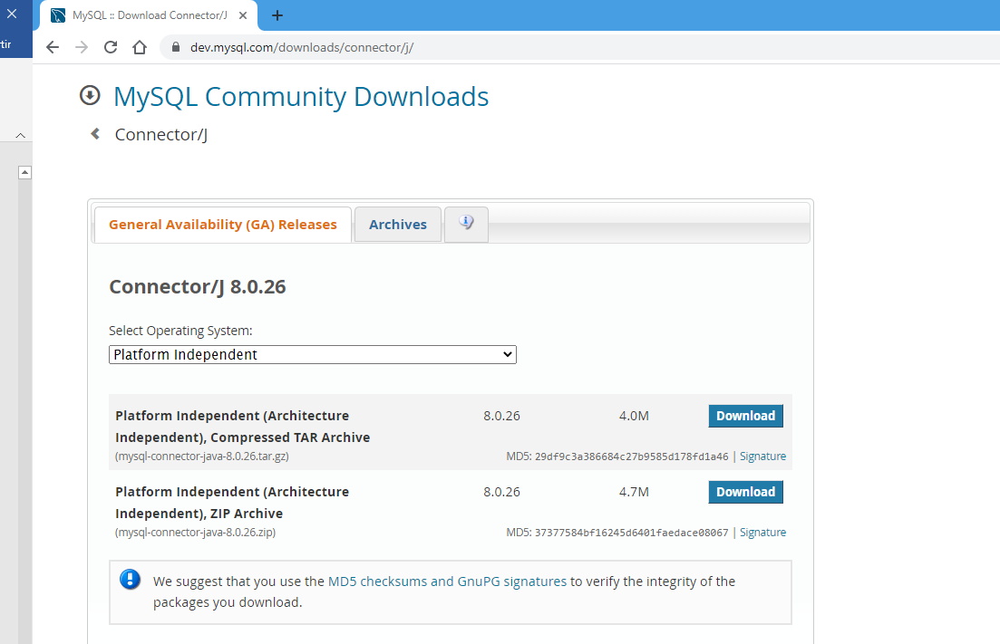 MySQL :: Download Connector/J
tir
dev.mysql.com/downloads/connector/j/
MySQL Community Downloads
Connector/J
General Availability (GA) Releases
Archives
Connector/J 8.0.26
Select Operating System:
Platform Independent
Platform Independent (Architecture 8.0.26 4.0M Download
Independent), Compressed TAR Archive
(mysql-connector-java-8.0.26.tar.gz) MD5: 29df9c3a386684c27b9585d178fd1a46 | Signature
Platform Independent (Architecture 8.0.26 4.7M Download
Independent), ZIP Archive
(mysql-connector-java-8.0.26.zip) MD5: 37377584bf16245d6401faedace08067 | Signature
We suggest that you use the MD5 checksums and GnuPG signatures to verify the integrity of the
packages you download.